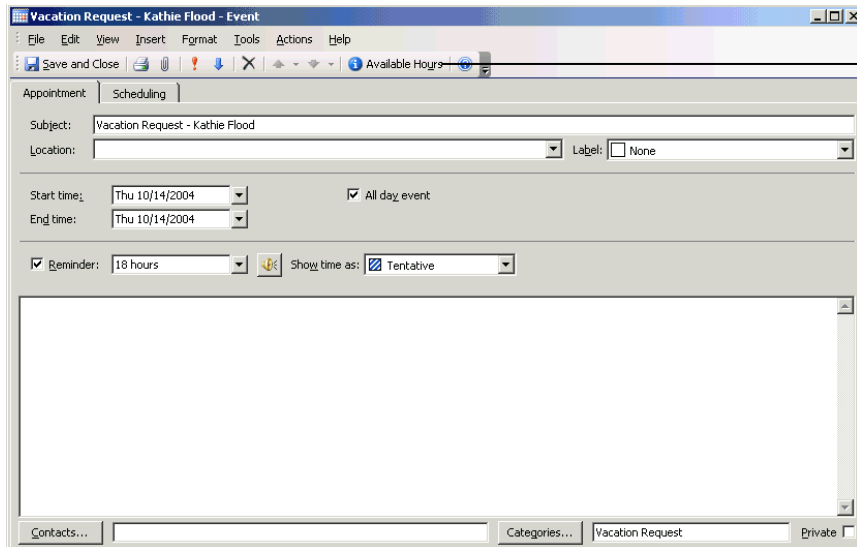 Vacation Request - Kathie Flood - Event
File Edit View Insert Format Tools Actions Help
Save and Close Available Hours
Appointment Scheduling
Subject: Vacation Request - Kathie Flood
Location: Label: None
Start time: Thu 10/14/2004 All day event
End time: Thu 10/14/2004
Reminder: 18 hours Show time as: Tentative
Contacts... Categories... Vacation Request Private